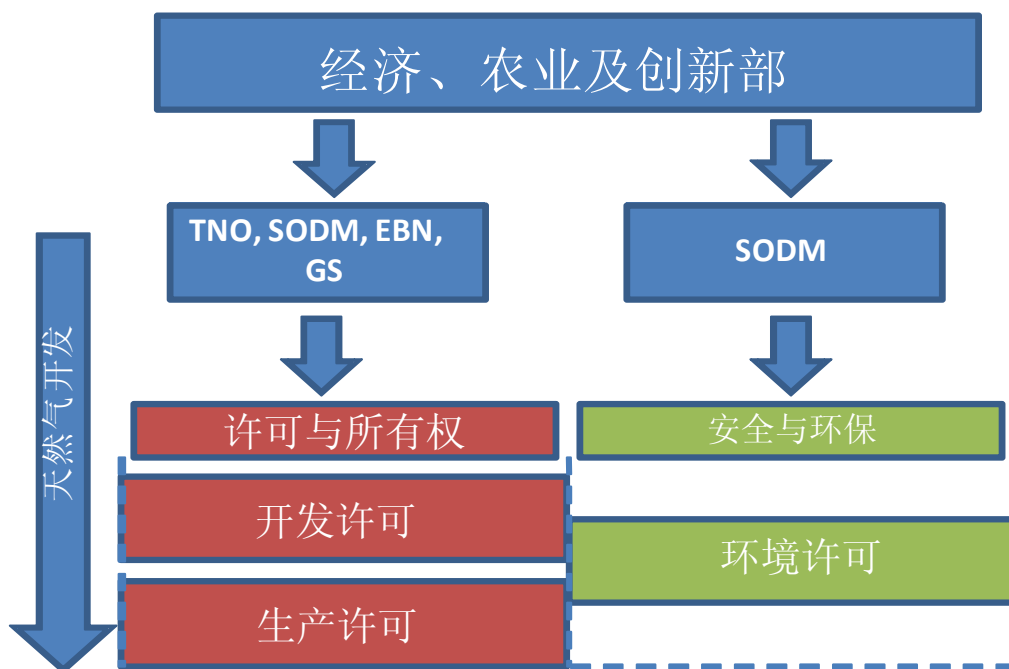 经济、农业及创新部
TNO, SODM, EBN,
GS
SODM
天然气开发
许可与所有权
安全与环保
开发许可
环境许可
生产许可